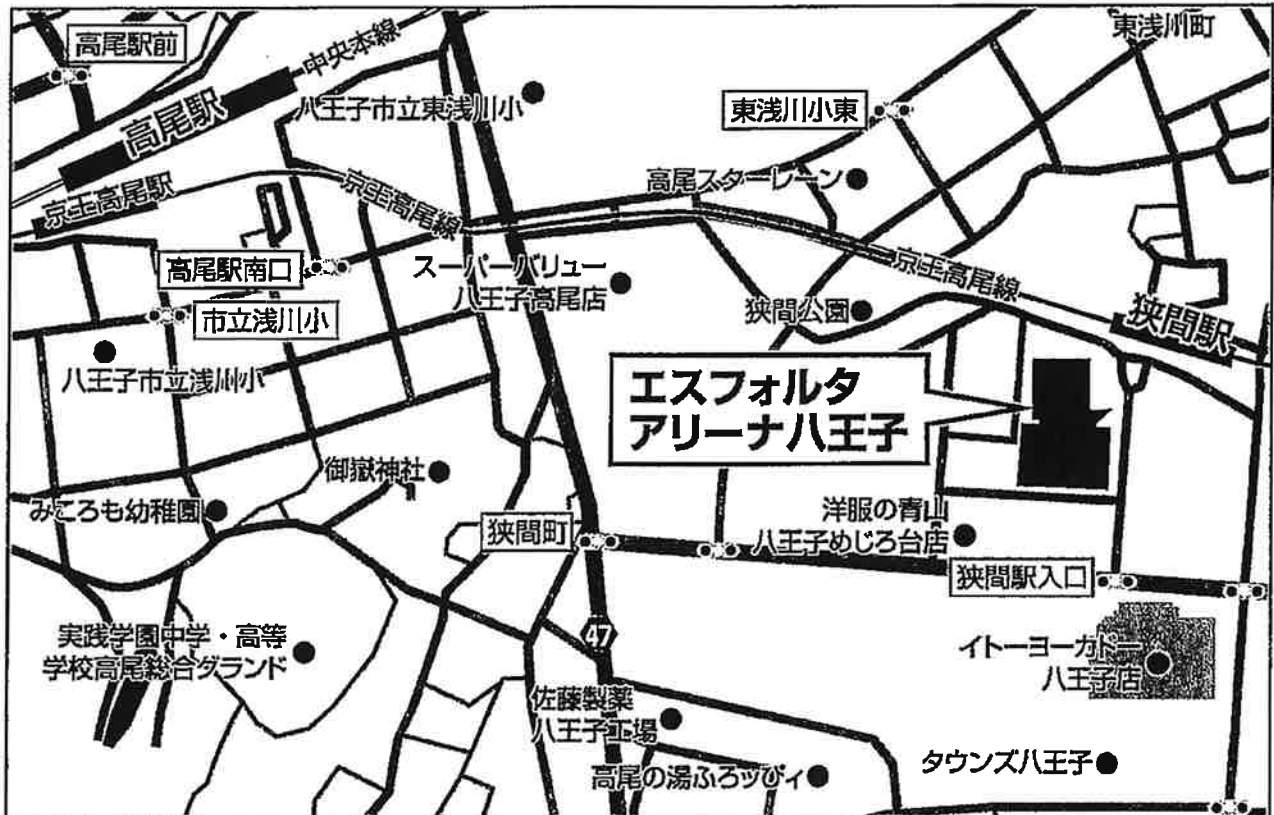 高尾駅前
中央本線
東浅川町
高尾駅
八王子市立東浅川小
東浅川小東
京王高尾駅
京王高尾線
高尾スターレーン
高尾駅南口
スーパーバリュー
八王子高尾店
京王高尾線
市立浅川小
狭間公園
狭間駅
八王子市立浅川小
エスフォルタ
アリーナ八王子
御嶽神社
みころも幼稚園
狭間町
洋服の青山
八王子めじろ台店
狭間駅入口
実践学園中学・高等
学校高尾総合グランド
47
イトーヨーカドー
八王子店
佐藤製薬
八王子工場
高尾の湯ふろッぴィ
タウンズ八王子